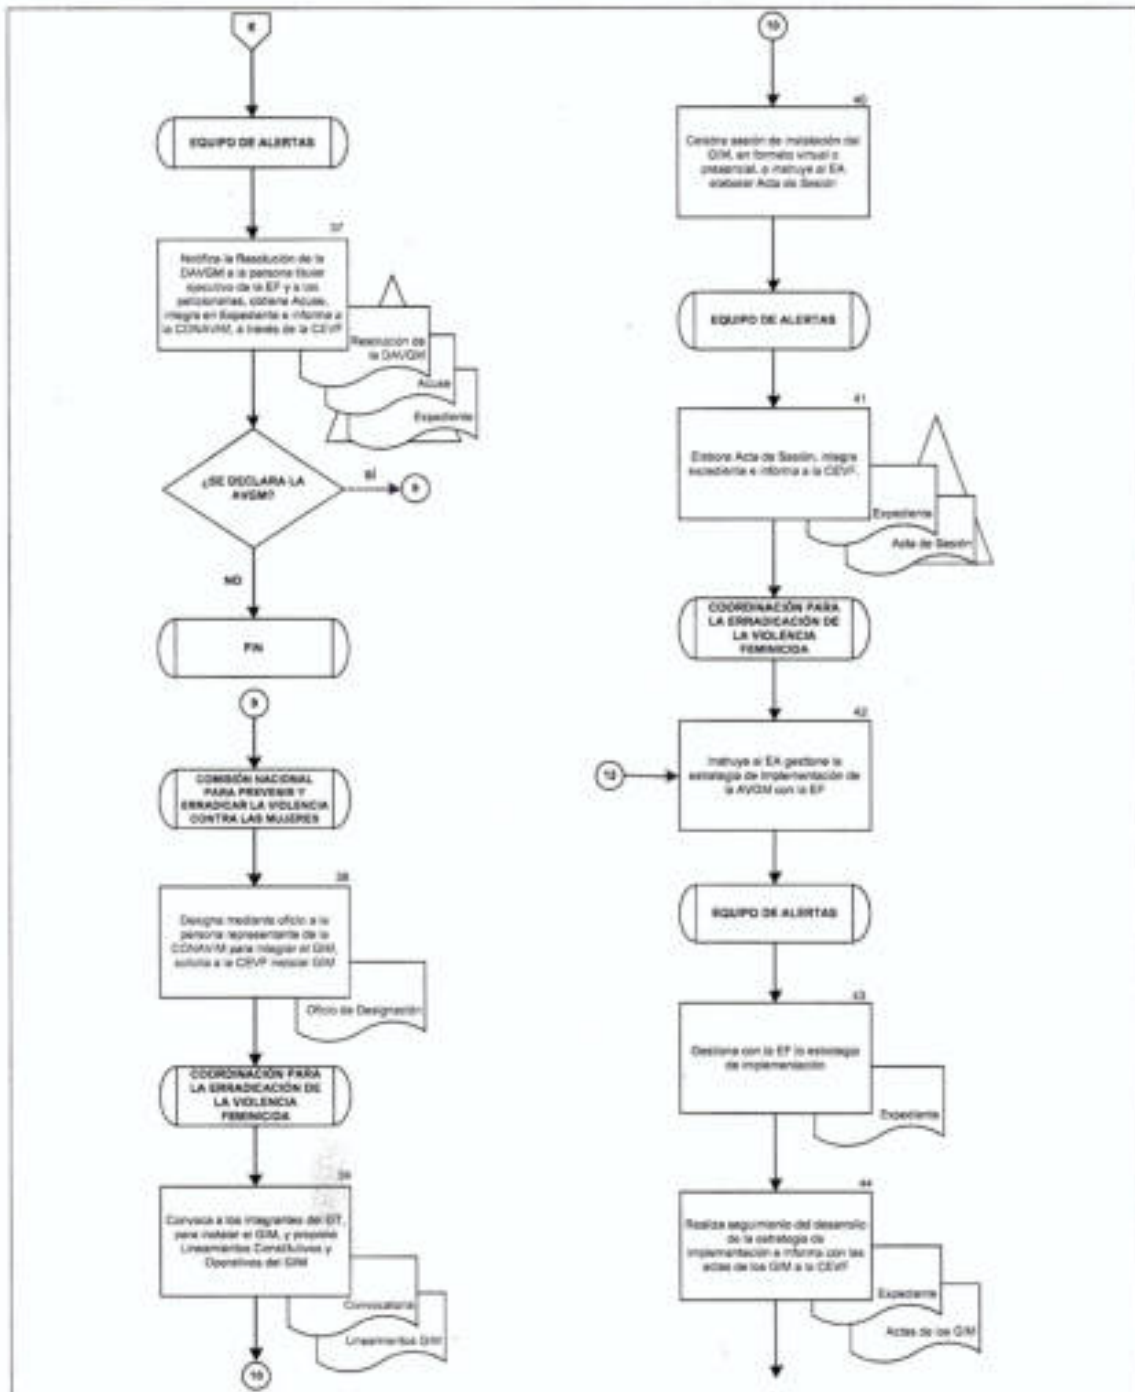 E
EQUIPO DE ALERTAS
37
Notifica la Resolución de la
DAVGM a la persona titular
ejecutivo de la EF y a las
peticionarias, obtiene Acuse,
integra en Expediente e informa a
la CONAVIM, a través de la CEVF
Resolución de
la DAVGM
Acuse
Expediente
¿SE DECLARA LA
AVGM?
SÍ
9
NO
FIN
9
COMISIÓN NACIONAL
PARA PREVENIR Y
ERRADICAR LA VIOLENCIA
CONTRA LAS MUJERES
38
Designa mediante oficio a la
persona representante de la
CONAVIM para integrar el GIM,
solicita a la CEVF instalar GIM
Oficio de Designación
COORDINACIÓN PARA
LA ERRADICACIÓN DE
LA VIOLENCIA
FEMINICIDA
39
Convoca a los integrantes del GT,
para instalar el GIM, y propone
Lineamientos Constitutivos y
Operativos del GIM
Convocatoria
Lineamientos GIM
10
10
40
Celebra sesión de instalación del
GIM, en formato virtual o
presencial, e instruye al EA
elaborar Acta de Sesión
EQUIPO DE ALERTAS
41
Elabora Acta de Sesión, integra
expediente e informa a la CEVF.
Expediente
Acta de Sesión
COORDINACIÓN PARA
LA ERRADICACIÓN DE
LA VIOLENCIA
FEMINICIDA
42
12
Instruye al EA gestione la
estrategia de implementación de
la AVGM con la EF
EQUIPO DE ALERTAS
43
Gestiona con la EF la estrategia
de implementación
Expediente
44
Realiza seguimiento del desarrollo
de la estrategia de
implementación e informa con las
actas de los GIM a la CEVF
Expediente
Actas de los GIM